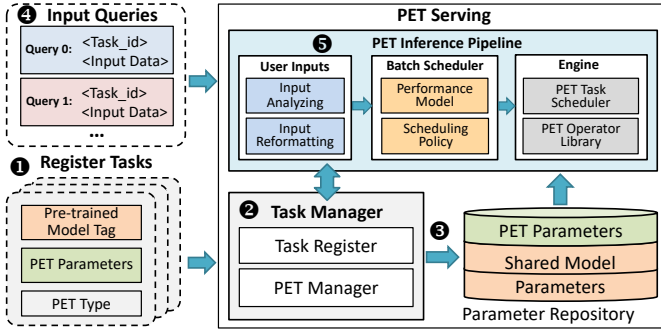 ❹ Input Queries
Query 0: <Task_id>
<Input Data>
Query 1: <Task_id>
<Input Data>
...
❶ Register Tasks
Pre-trained
Model Tag
PET Parameters
PET Type
PET Serving
❺ PET Inference Pipeline
User Inputs
Input
Analyzing
Input
Reformatting
Batch Scheduler
Performance
Model
Scheduling
Policy
Engine
PET Task
Scheduler
PET Operator
Library
❷ Task Manager
Task Register
PET Manager
❸
PET Parameters
Shared Model
Parameters
Parameter Repository